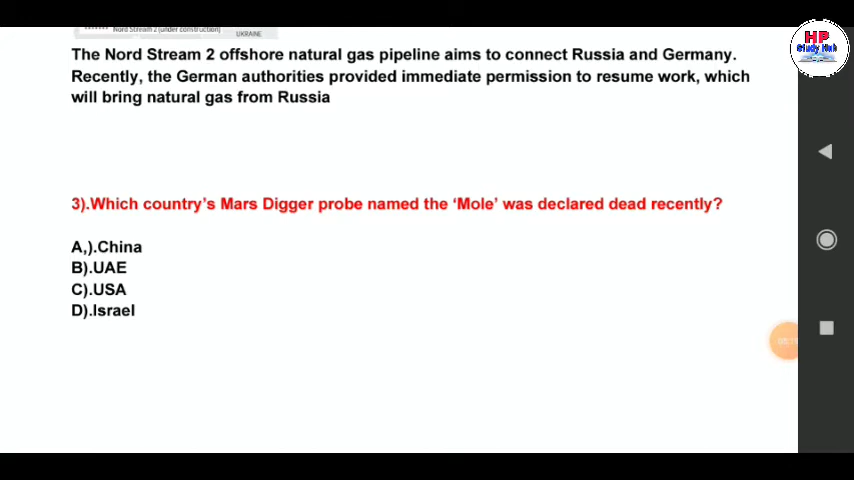 Nord Stream 2 (under construction)
UKRAINE
The Nord Stream 2 offshore natural gas pipeline aims to connect Russia and Germany.
Recently, the German authorities provided immediate permission to resume work, which
will bring natural gas from Russia
HP
Study Hub
3).Which country's Mars Digger probe named the ‘Mole’ was declared dead recently?
A,).China
B).UAE
C).USA
D).Israel